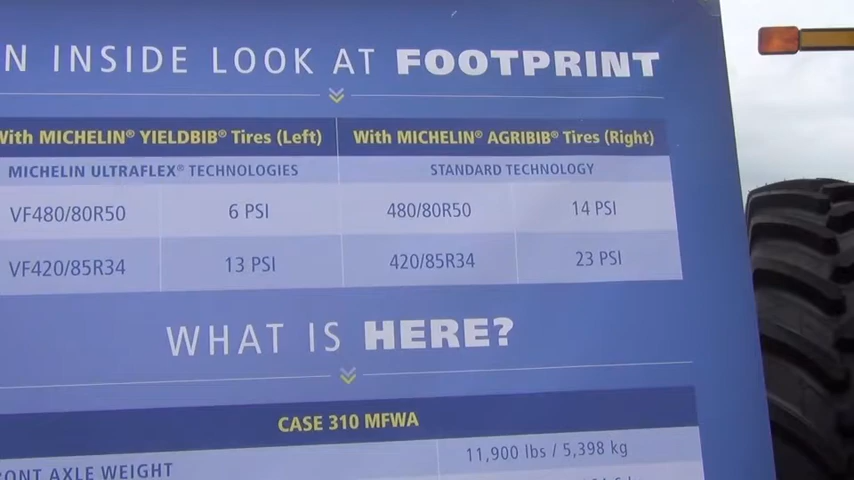 N INSIDE LOOK AT FOOTPRINT
With MICHELIN® YIELDBIB® Tires (Left) With MICHELIN® AGRIBIB® Tires (Right)
MICHELIN ULTRAFLEX® TECHNOLOGIES STANDARD TECHNOLOGY
VF480/80R50 6 PSI 480/80R50 14 PSI
VF420/85R34 13 PSI 420/85R34 23 PSI
WHAT IS HERE?
CASE 310 MFWA
RONT AXLE WEIGHT 11,900 lbs / 5,398 kg